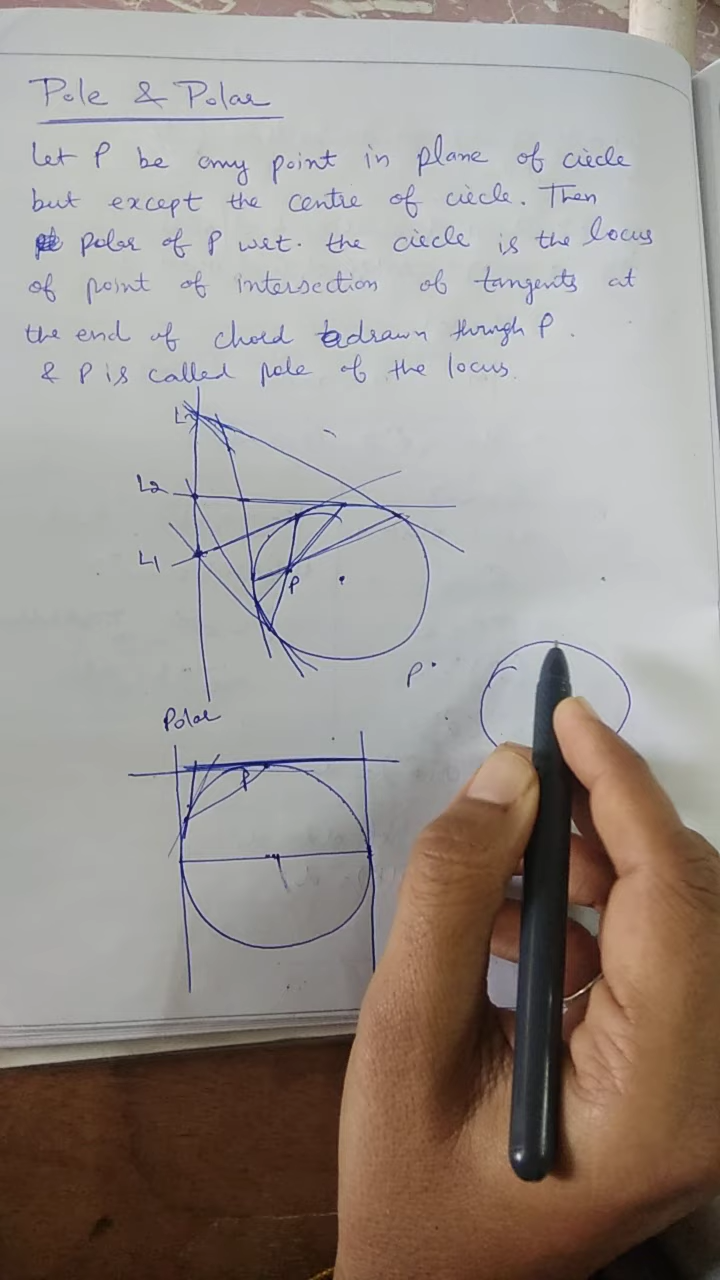 Pole & Polar
Let P be any point in plane of circle
but except the centre of circle. Then
polar of P wrt. the circle is the locus
of point of intersection of tangents at
the end of chord drawn through P.
& P is called pole of the locus.
L2
L1
P
P
Polar
P